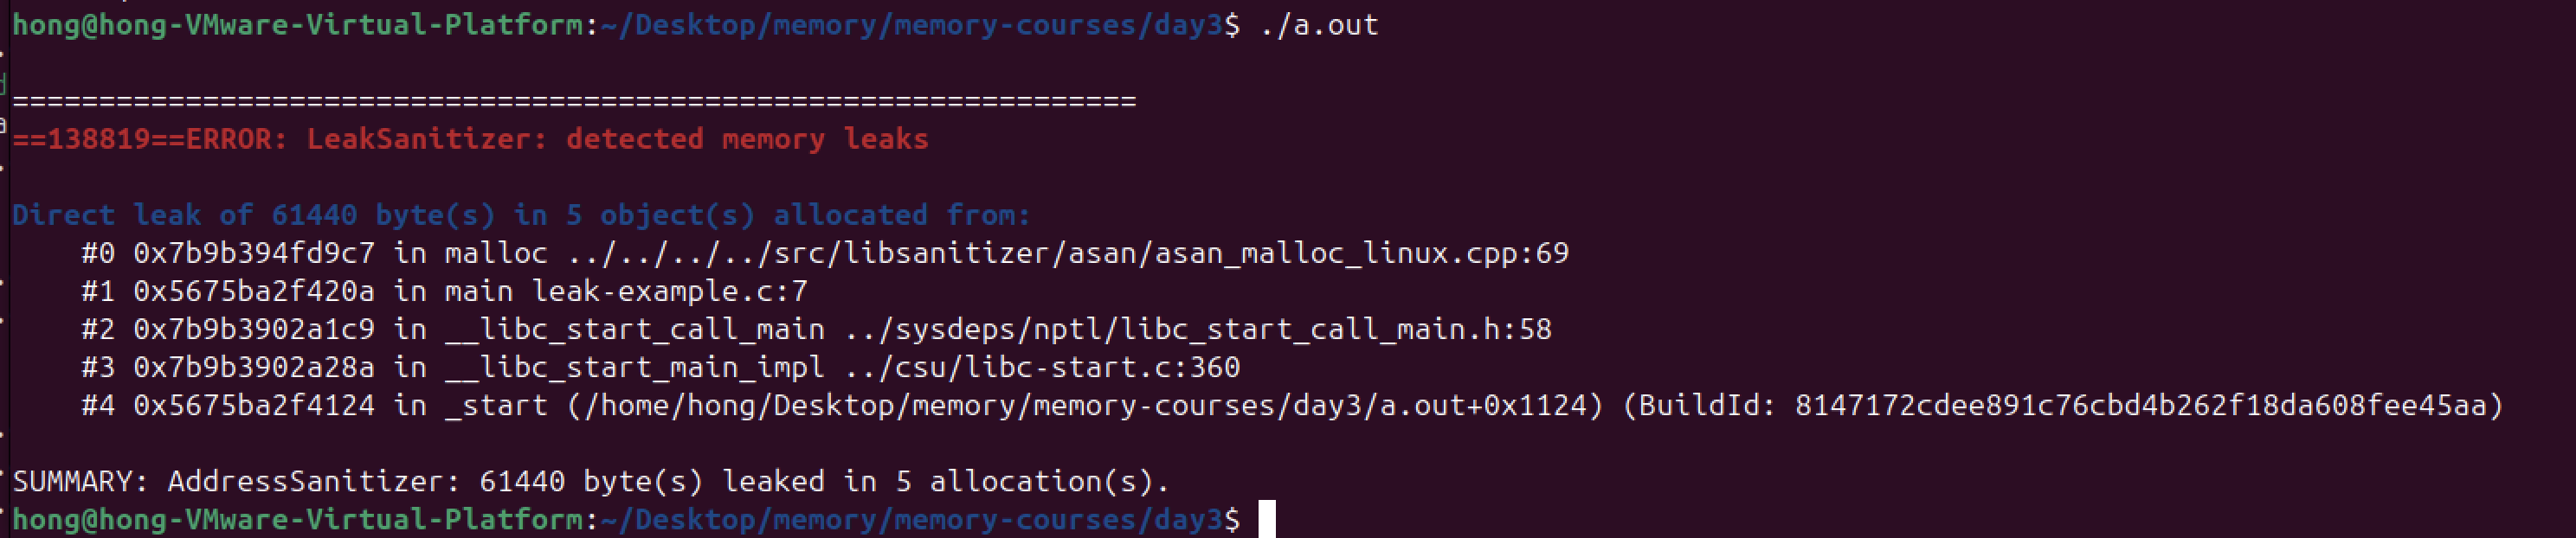 hong@hong-VMware-Virtual-Platform:~/Desktop/memory/memory-courses/day3$ ./a.out
=================================================================
==138819==ERROR: LeakSanitizer: detected memory leaks
Direct leak of 61440 byte(s) in 5 object(s) allocated from:
#0 0x7b9b394fd9c7 in malloc ../../../../src/libsanitizer/asan/asan_malloc_linux.cpp:69
#1 0x5675ba2f420a in main leak-example.c:7
#2 0x7b9b3902a1c9 in __libc_start_call_main ../sysdeps/nptl/libc_start_call_main.h:58
#3 0x7b9b3902a28a in __libc_start_main_impl ../csu/libc-start.c:360
#4 0x5675ba2f4124 in _start (/home/hong/Desktop/memory/memory-courses/day3/a.out+0x1124) (BuildId: 8147172cdee891c76cbd4b262f18da608fee45aa)
SUMMARY: AddressSanitizer: 61440 byte(s) leaked in 5 allocation(s).
hong@hong-VMware-Virtual-Platform:~/Desktop/memory/memory-courses/day3$